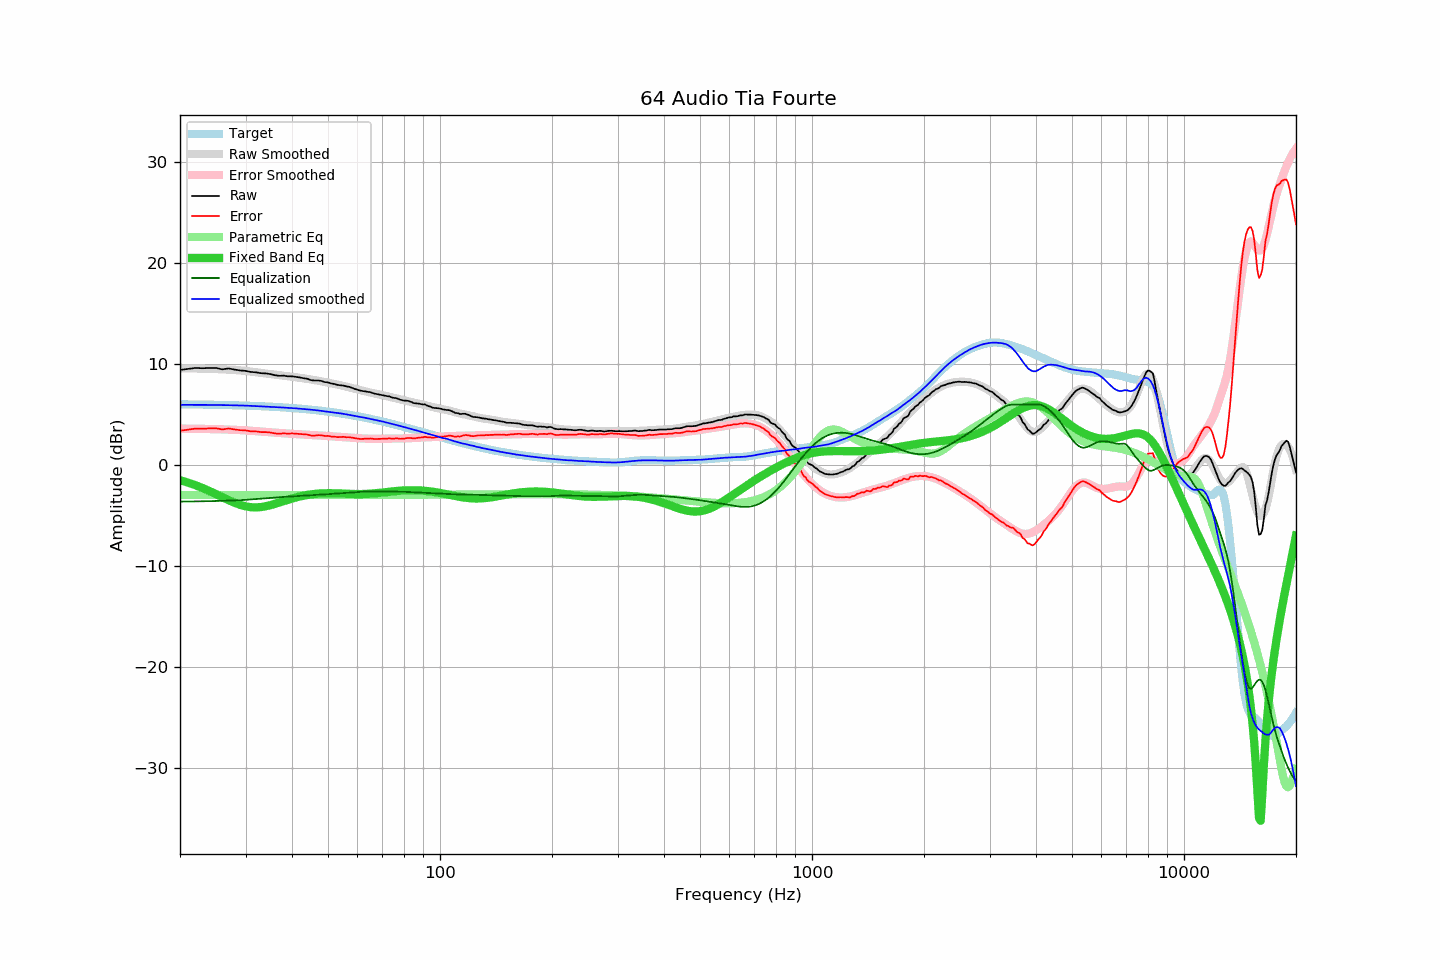 64 Audio Tia Fourte
Target
Raw Smoothed
Error Smoothed
Raw
Error
Parametric Eq
Fixed Band Eq
Equalization
Equalized smoothed
30
20
10
0
−10
−20
−30
Amplitude (dBr)
100
1000
10000
Frequency (Hz)